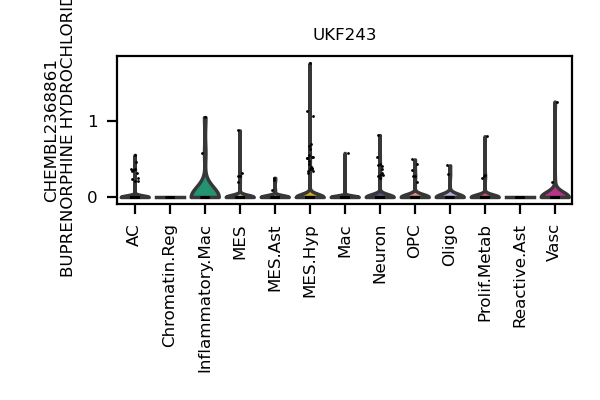 UKF243
CHEMBL2368861
BUPRENORPHINE HYDROCHLORID
1
0
AC
Chromatin.Reg
Inflammatory.Mac
MES
MES.Ast
MES.Hyp
Mac
Neuron
OPC
Oligo
Prolif.Metab
Reactive.Ast
Vasc